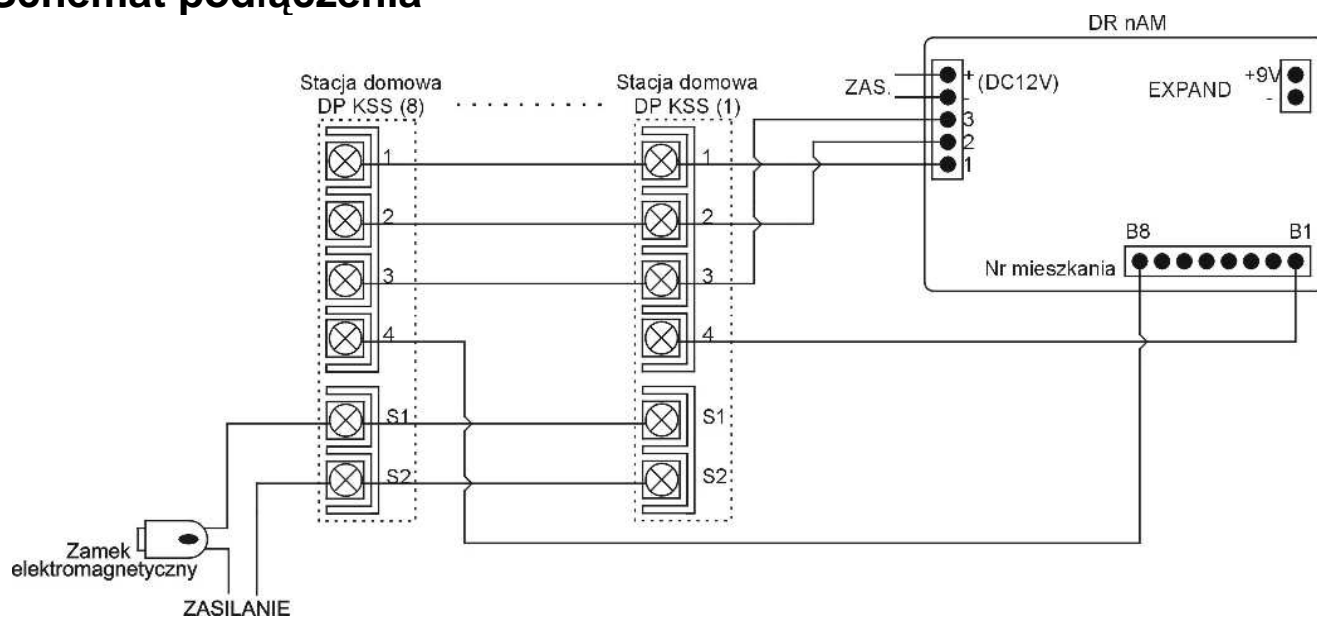 Schemat podłączenia
DR nAM
Stacja domowa
DP KSS (8)
1
2
3
4
S1
S2
Stacja domowa
DP KSS (1)
1
2
3
4
S1
S2
ZAS.
+ (DC12V)
-
3
2
1
EXPAND
+9V
-
B8 B1
Nr mieszkania
Zamek
elektromagnetyczny
ZASILANIE